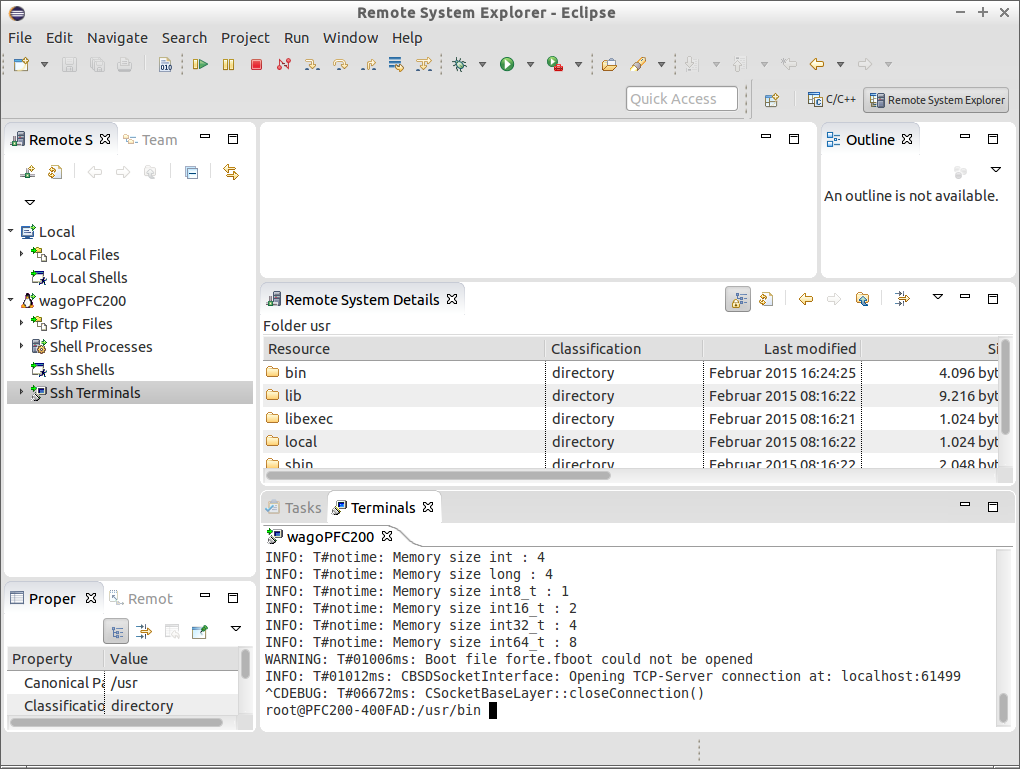 Remote System Explorer - Eclipse
File Edit Navigate Search Project Run Window Help
010
Quick Access
C/C++ Remote System Explorer
Remote S Team
Local
Local Files
Local Shells
wagoPFC200
Sftp Files
Shell Processes
Ssh Shells
Ssh Terminals
Outline
An outline is not available.
Remote System Details
Folder usr
Resource Classification Last modified Si
bin directory Februar 2015 16:24:25 4.096 byt
lib directory Februar 2015 08:16:22 9.216 byt
libexec directory Februar 2015 08:16:21 1.024 byt
local directory Februar 2015 08:16:22 1.024 byt
sbin directory Februar 2015 08:16:22 2.048 byt
Tasks Terminals
wagoPFC200
INFO: T#notime: Memory size int : 4
INFO: T#notime: Memory size long : 4
INFO: T#notime: Memory size int8_t : 1
INFO: T#notime: Memory size int16_t : 2
INFO: T#notime: Memory size int32_t : 4
INFO: T#notime: Memory size int64_t : 8
WARNING: T#01006ms: Boot file forte.fboot could not be opened
INFO: T#01012ms: CBSDSocketInterface: Opening TCP-Server connection at: localhost:61499
^CDEBUG: T#06672ms: CSocketBaseLayer::closeConnection()
root@PFC200-400FAD:/usr/bin
Proper Remot
Property Value
Canonical Pa /usr
Classificatio directory